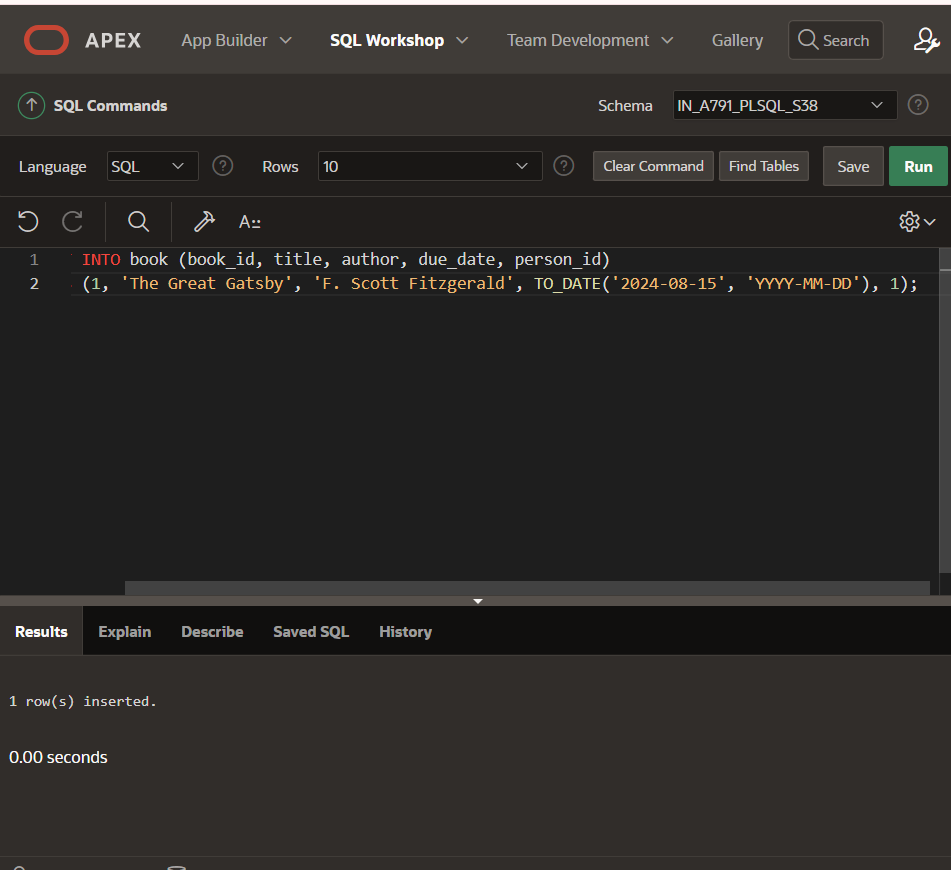 APEX App Builder SQL Workshop Team Development Gallery Search
SQL Commands Schema IN_A791_PLSQL_S38 ?
Language SQL ? Rows 10 ? Clear Command Find Tables Save Run
A::
1 INTO book (book_id, title, author, due_date, person_id)
2 (1, 'The Great Gatsby', 'F. Scott Fitzgerald', TO_DATE('2024-08-15', 'YYYY-MM-DD'), 1);
Results Explain Describe Saved SQL History
1 row(s) inserted.
0.00 seconds